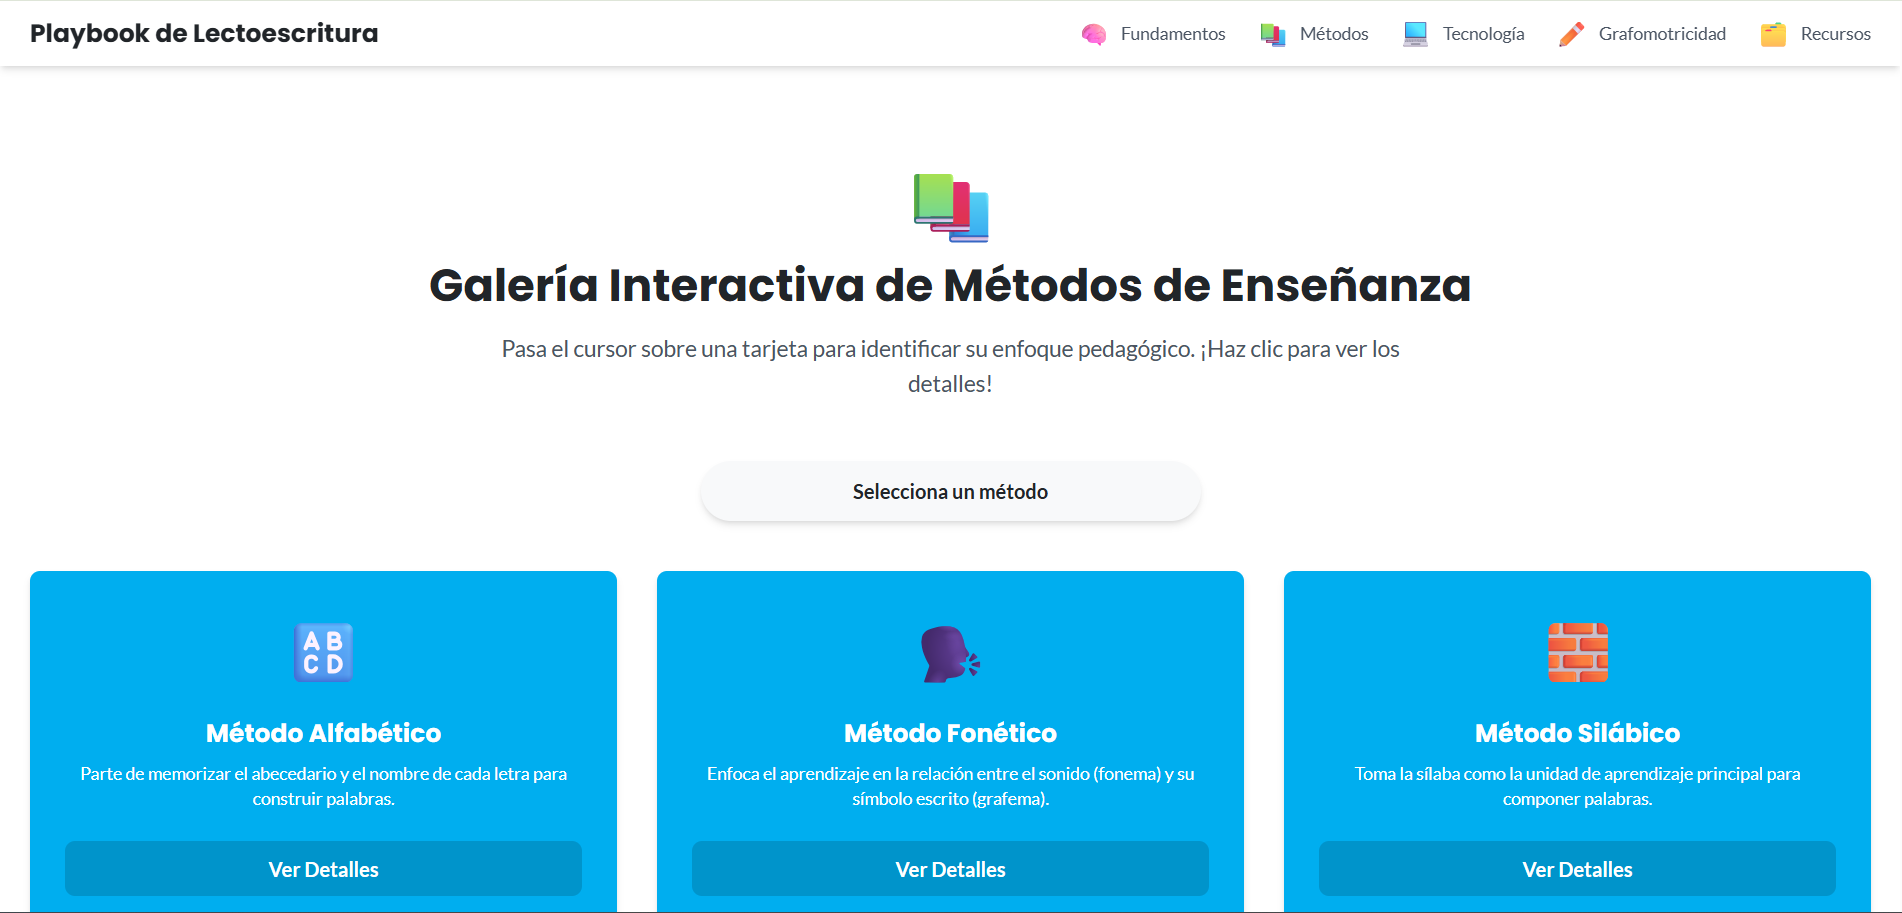 Playbook de Lectoescritura
Fundamentos
Métodos
Tecnología
Grafomotricidad
Recursos
Galería Interactiva de Métodos de Enseñanza
Pasa el cursor sobre una tarjeta para identificar su enfoque pedagógico. ¡Haz clic para ver los
detalles!
Selecciona un método
A B
C D
Método Alfabético
Parte de memorizar el abecedario y el nombre de cada letra para
construir palabras.
Ver Detalles
Método Fonético
Enfoca el aprendizaje en la relación entre el sonido (fonema) y su
símbolo escrito (grafema).
Ver Detalles
Método Silábico
Toma la sílaba como la unidad de aprendizaje principal para
componer palabras.
Ver Detalles